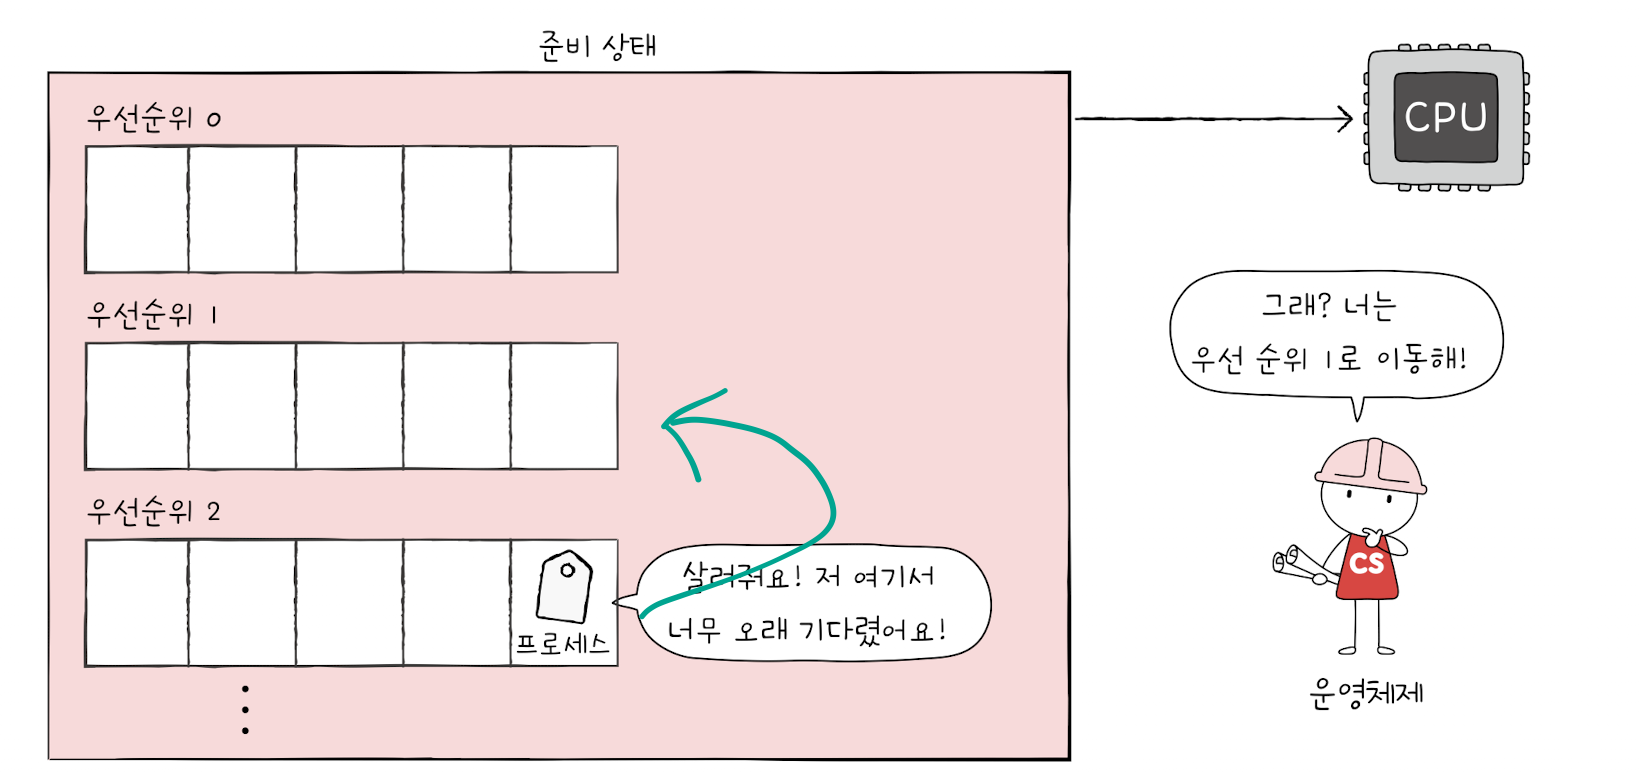 준비 상태
우선순위 0
CPU
우선순위 1
그래? 너는
우선 순위 1로 이동해!
우선순위 2
살려줘요! 저 여기서
너무 오래 기다렸어요!
프로세스
CS
운영체제